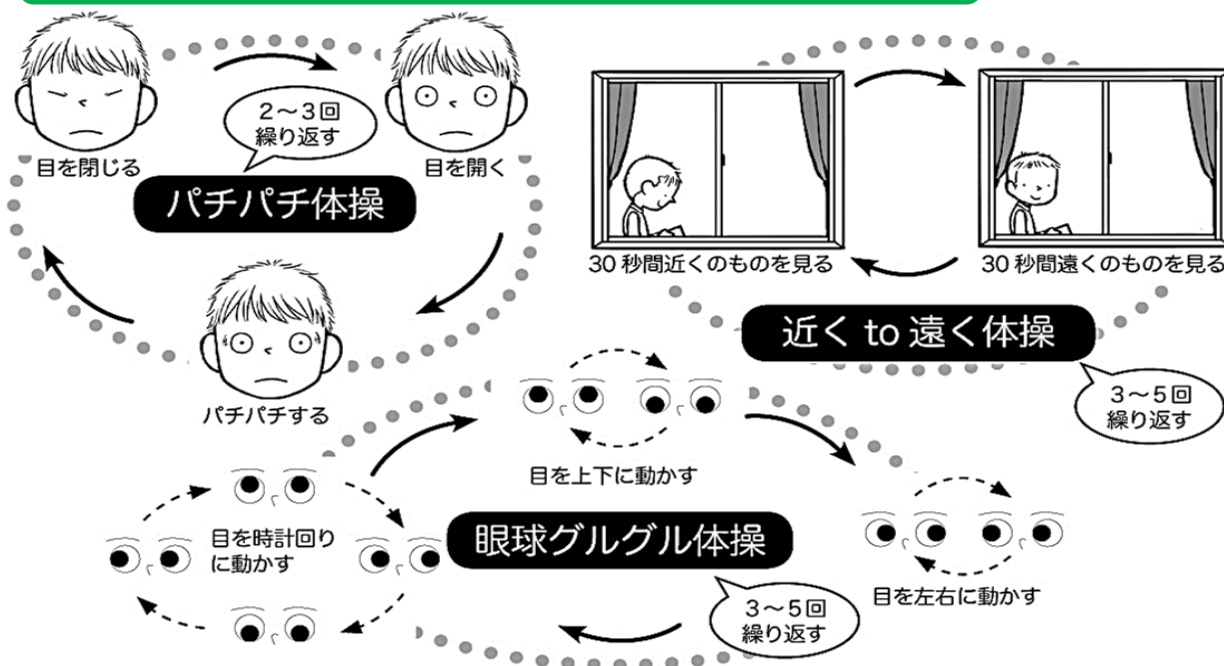 目を閉じる
2～3回
繰り返す
目を開く
パチパチ体操
パチパチする
30秒間近くのものを見る
30秒間遠くのものを見る
近く to 遠く体操
3～5回
繰り返す
目を上下に動かす
目を時計回り
に動かす
眼球グルグル体操
目を左右に動かす
3～5回
繰り返す